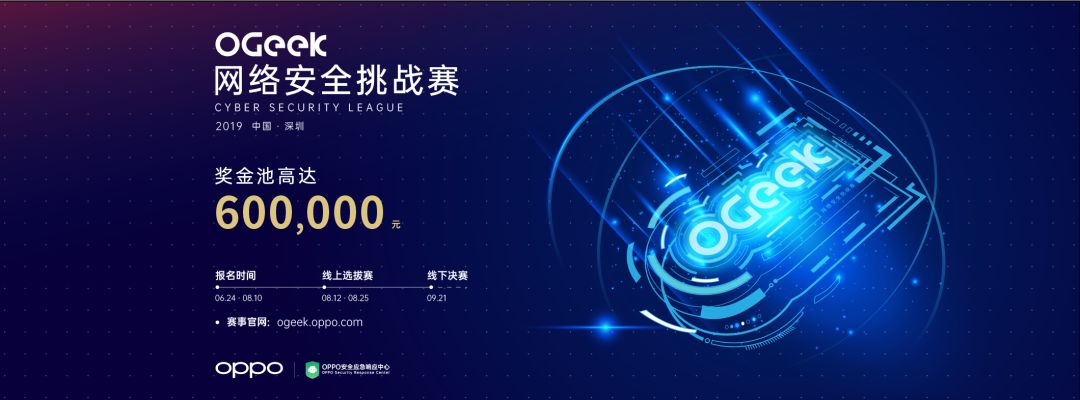 OGeek
网络安全挑战赛
CYBER SECURITY LEAGUE
2019 中国 · 深圳
奖金池高达
600,000 元
报名时间 线上选拔赛 线下决赛
06.24 - 08.10 08.12 - 08.25 09.21
• 赛事官网: ogeek.oppo.com
oppo
OPPO安全应急响应中心
OPPO Security Response Center
OGeek